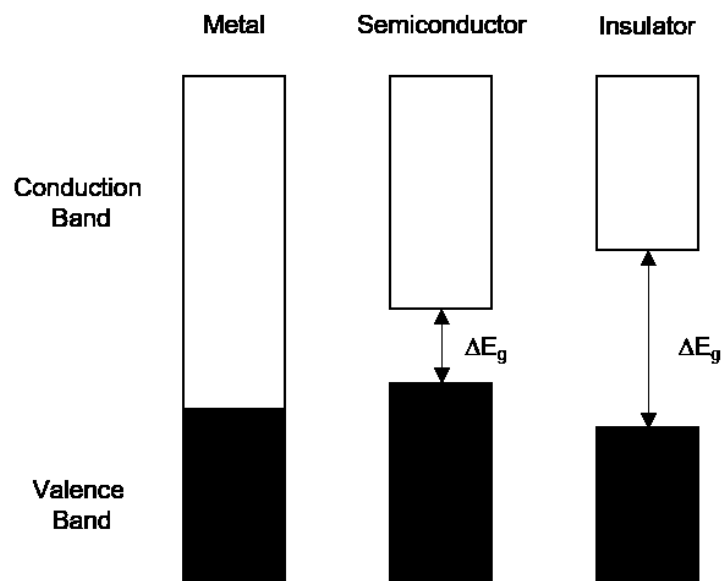 Metal
Semiconductor
Insulator
Conduction
Band
ΔEg
ΔEg
Valence
Band